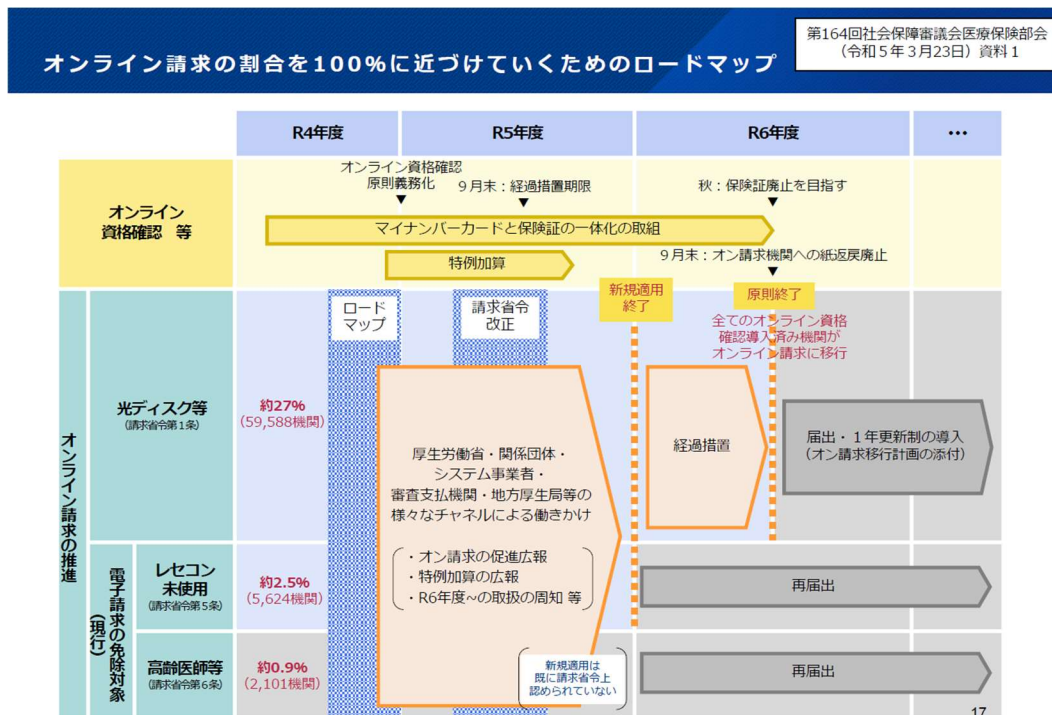 第164回社会保障審議会医療保険部会
（令和５年３月23日）資料１
オンライン請求の割合を100%に近づけていくためのロードマップ
R4年度
R5年度
R6年度
･･･
オンライン
資格確認　等
オンライン資格確認
原則義務化
▼
９月末：経過措置期限
▼
秋：保険証廃止を目指す
▼
マイナンバーカードと保険証の一体化の取組
特例加算
９月末：オン請求機関への紙返戻廃止
▼
新規適用
終了
原則終了
全てのオンライン資格
確認導入済み機関が
オンライン請求に移行
ロード
マップ
請求省令
改正
オンライン請求の推進
光ディスク等
（請求省令第１条）
約27%
（59,588機関）
厚生労働省・関係団体・
システム事業者・
審査支払機関・地方厚生局等の
様々なチャネルによる働きかけ
・オン請求の促進広報
・特例加算の広報
・R6年度~の取扱の周知 等
経過措置
届出・１年更新制の導入
（オン請求移行計画の添付）
電子請求の免除対象
（現行）
レセコン
未使用
（請求省令第５条）
約2.5%
（5,624機関）
再届出
高齢医師等
（請求省令第６条）
約0.9%
（2,101機関）
新規適用は
既に請求省令上
認められていない
再届出
17